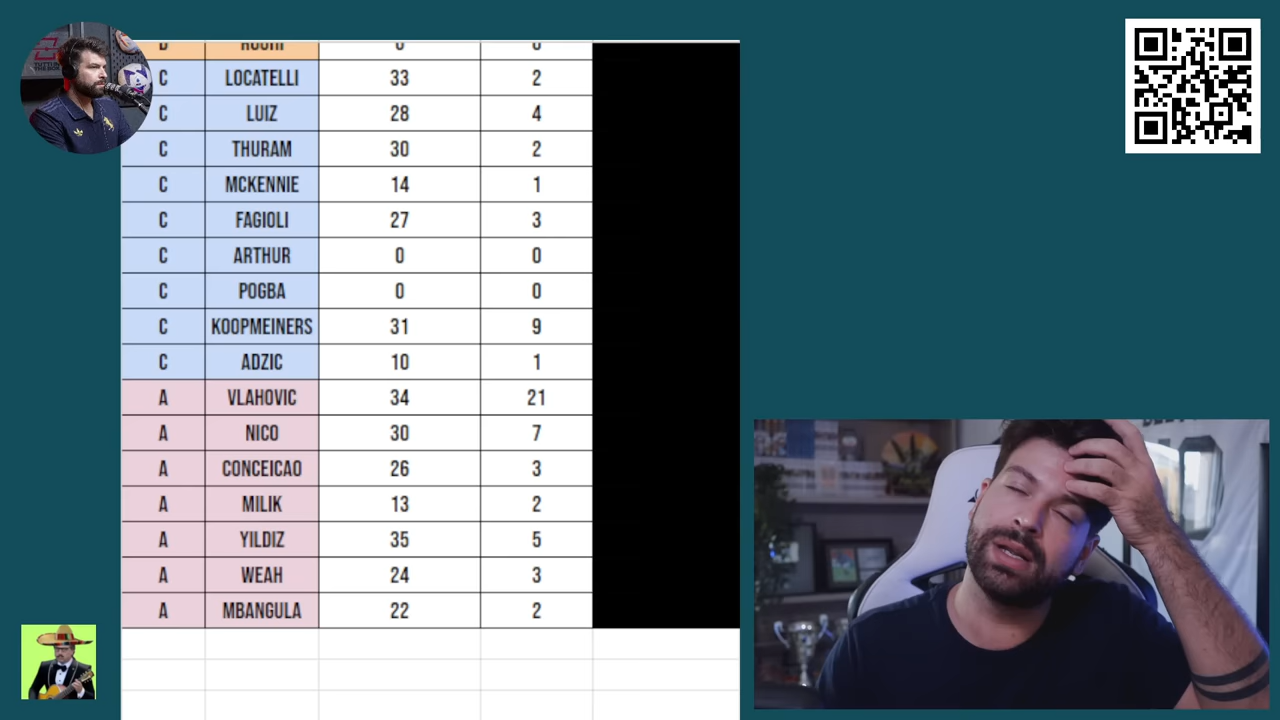 C LOCATELLI 33 2
C LUIZ 28 4
C THURAM 30 2
C MCKENNIE 14 1
C FAGIOLI 27 3
C ARTHUR 0 0
C POGBA 0 0
C KOOPMEINERS 31 9
C ADZIC 10 1
A VLAHOVIC 34 21
A NICO 30 7
A CONCEICAO 26 3
A MILIK 13 2
A YILDIZ 35 5
A WEAH 24 3
A MBANGULA 22 2